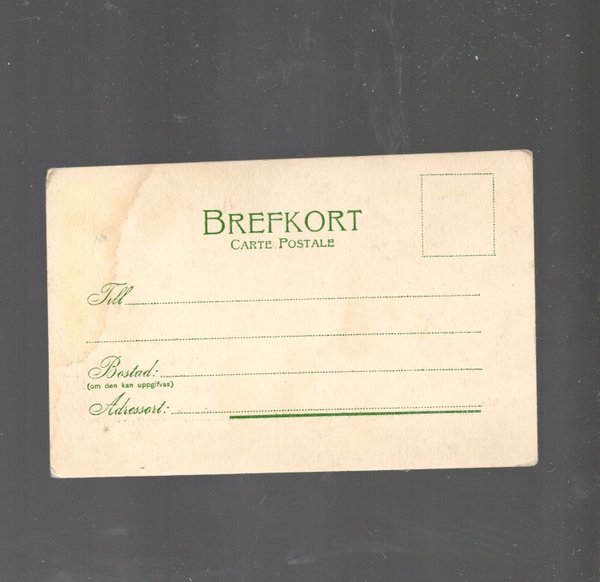 BREFKORT
CARTE POSTALE
Till
Bostad:
(om den kan uppgifvas)
Adressort: